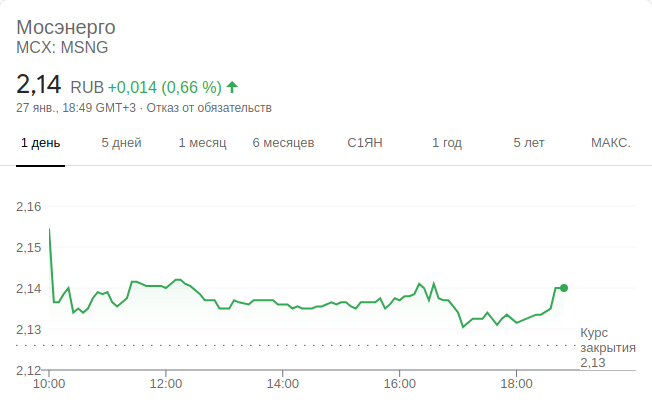 Мосэнерго
MCX: MSNG
2,14 RUB +0,014 (0,66 %)
27 янв., 18:49 GMT+3 · Отказ от обязательств
1 день 5 дней 1 месяц 6 месяцев С1ЯН 1 год 5 лет МАКС.
2,16
2,15
2,14
2,13
Курс
закрытия
2,13
2,12
10:00 12:00 14:00 16:00 18:00